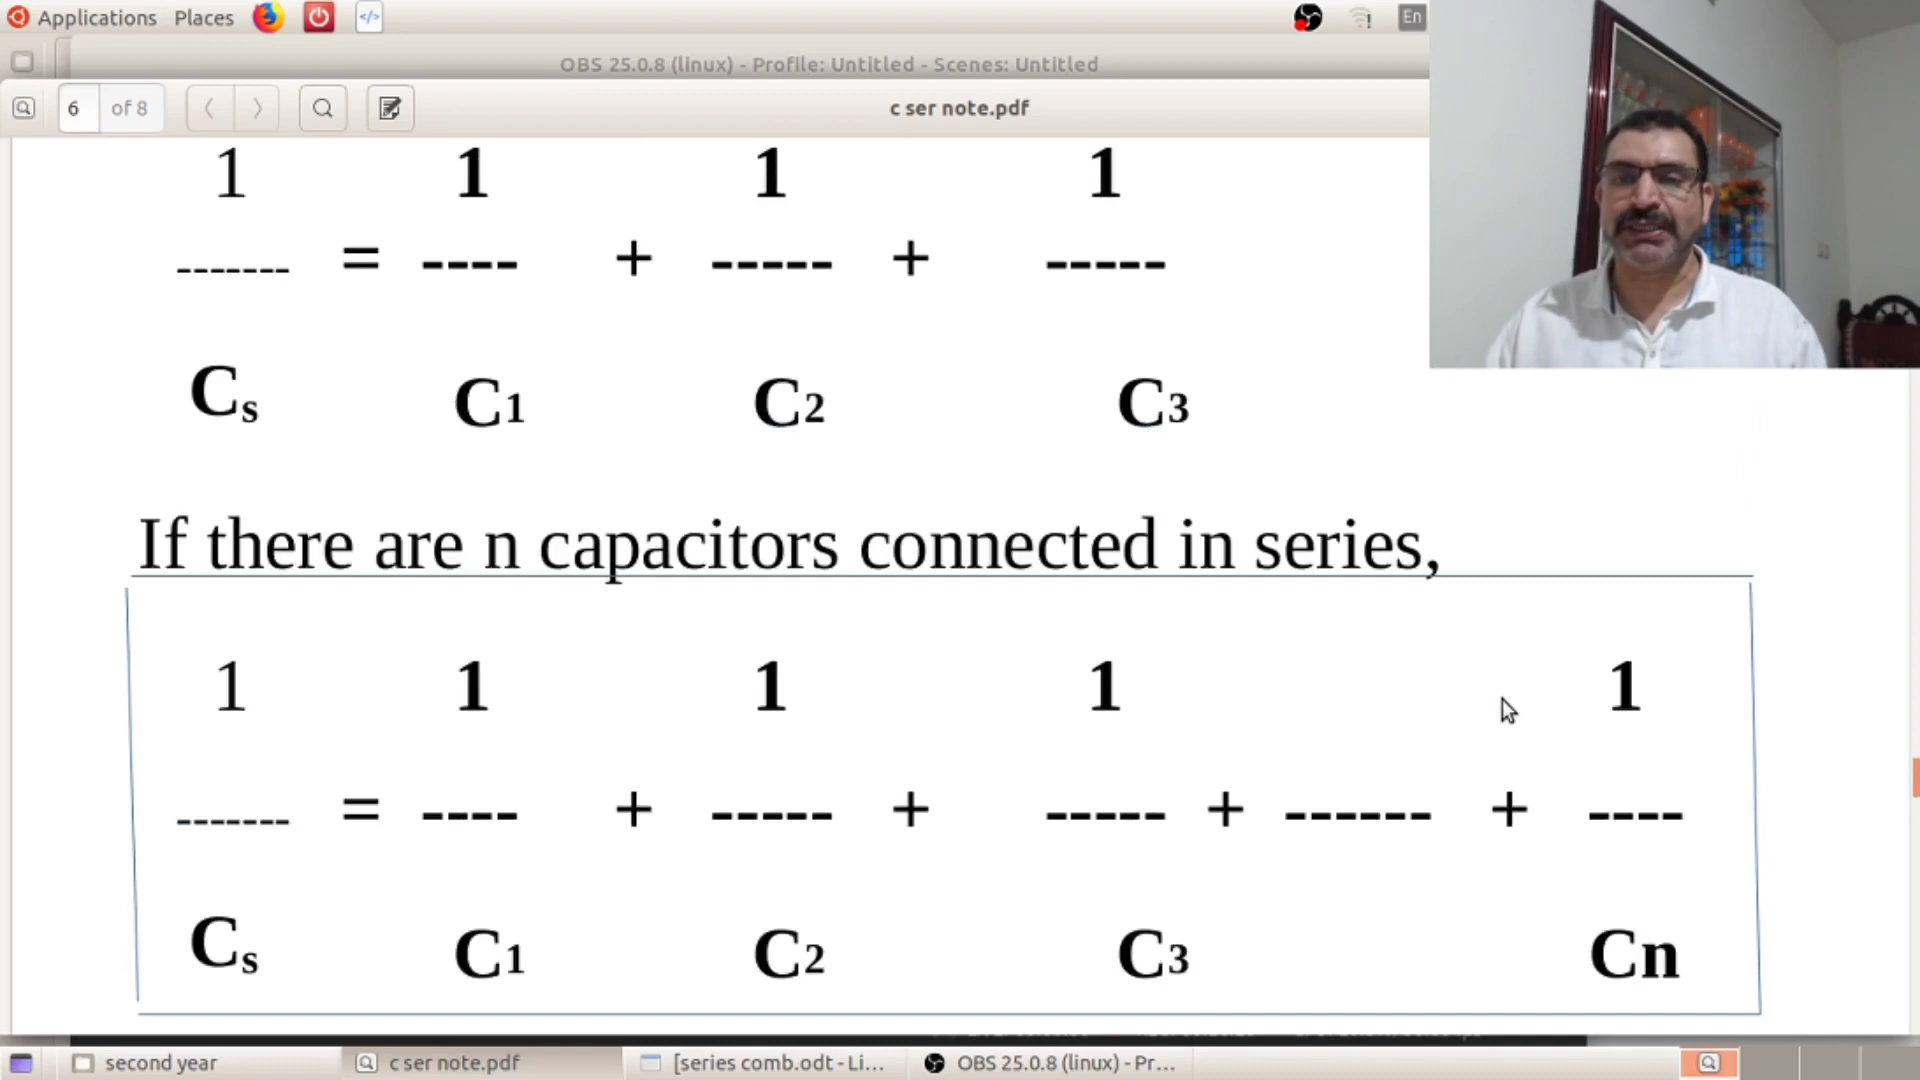 Applications Places En
OBS 25.0.8 (linux) - Profile: Untitled - Scenes: Untitled
6 of 8 c ser note.pdf
1 1 1 1
------- = ---- + ----- + -----
Cs C1 C2 C3
If there are n capacitors connected in series,
1 1 1 1 1
------- = ---- + ----- + ----- + ------ + ----
Cs C1 C2 C3 Cn
second year c ser note.pdf [series comb.odt - Li... OBS 25.0.8 (linux) - Pr...